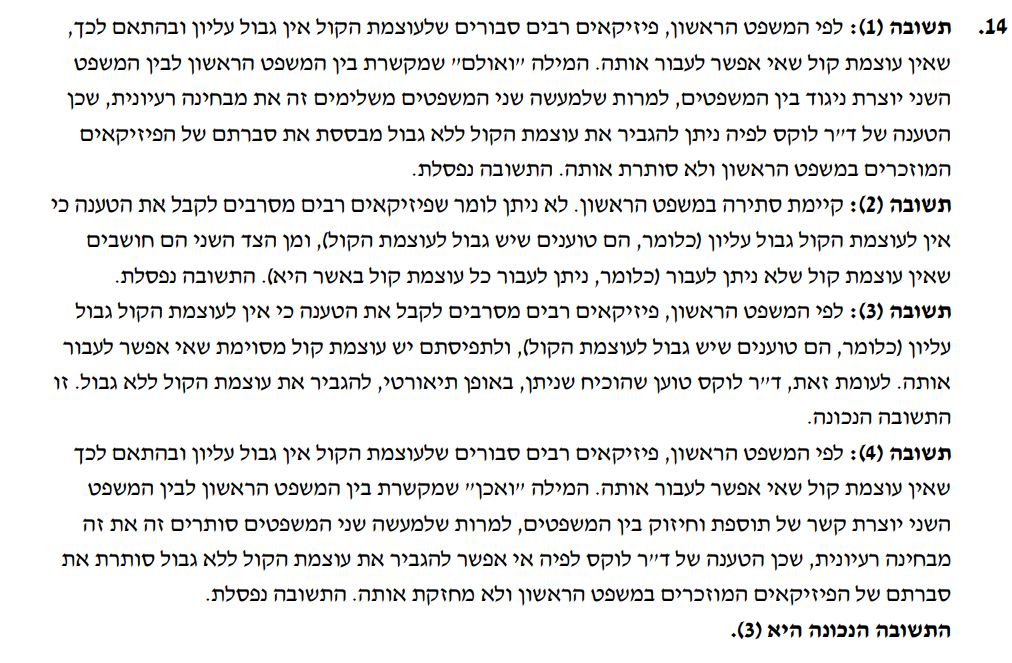 14. תשובה (1): לפי המשפט הראשון, פיזיקאים רבים סבורים שלעוצמת הקול אין גבול עליון ובהתאם לכך,
שאין עוצמת קול שאי אפשר לעבור אותה. המילה "ואולם" שמקשרת בין המשפט הראשון לבין המשפט
השני יוצרת ניגוד בין המשפטים, למרות שלמעשה שני המשפטים משלימים זה את מבחינה רעיונית, שכן
הטענה של ד"ר לוקס לפיה ניתן להגביר את עוצמת הקול ללא גבול מבססת את סברתם של הפיזיקאים
המוזכרים במשפט הראשון ולא סותרת אותה. התשובה נפסלת.
תשובה (2): קיימת סתירה במשפט הראשון. לא ניתן לומר שפיזיקאים רבים מסרבים לקבל את הטענה כי
אין לעוצמת הקול גבול עליון (כלומר, הם טוענים שיש גבול לעוצמת הקול), ומן הצד השני הם חושבים
שאין עוצמת קול שלא ניתן לעבור (כלומר, ניתן לעבור כל עוצמת קול באשר היא). התשובה נפסלת.
תשובה (3): לפי המשפט הראשון, פיזיקאים רבים מסרבים לקבל את הטענה כי אין לעוצמת הקול גבול
עליון (כלומר, הם טוענים שיש גבול לעוצמת הקול), ולתפיסתם יש עוצמת קול מסוימת שאי אפשר לעבור
אותה. לעומת זאת, ד"ר לוקס טוען שהוכיח שניתן, באופן תיאורטי, להגביר את עוצמת הקול ללא גבול. זו
התשובה הנכונה.
תשובה (4): לפי המשפט הראשון, פיזיקאים רבים סבורים שלעוצמת הקול אין גבול עליון ובהתאם לכך
שאין עוצמת קול שאי אפשר לעבור אותה. המילה "ואכן" שמקשרת בין המשפט הראשון לבין המשפט
השני יוצרת קשר של תוספת וחיזוק בין המשפטים, למרות שלמעשה שני המשפטים סותרים זה את זה
מבחינה רעיונית, שכן הטענה של ד"ר לוקס לפיה אי אפשר להגביר את עוצמת הקול ללא גבול סותרת את
סברתם של הפיזיקאים המוזכרים במשפט הראשון ולא מחזקת אותה. התשובה נפסלת.
התשובה הנכונה היא (3).